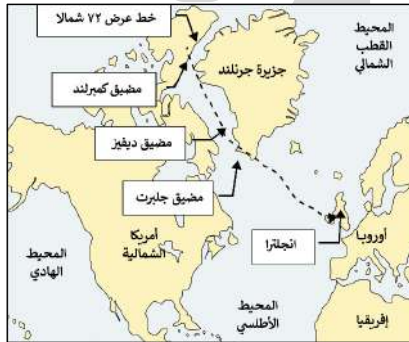 خط عرض ٧٢ شمالا
المحيط
القطب
الشمالي
جزيرة جرنلند
مضيق كمبرلند
مضيق ديفيز
مضيق جلبرت
انجلترا
أوروبا
أمريكا
الشمالية
المحيط
الهادي
المحيط
الأطلسي
إفريقيا